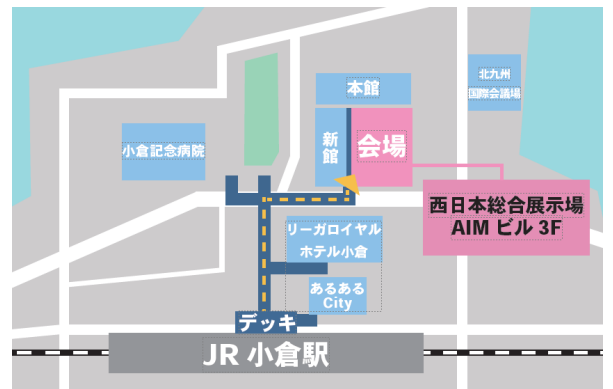 本館
北九州
国際会議場
小倉記念病院
新館
会場
西日本総合展示場
AIM ビル 3F
リーガロイヤル
ホテル小倉
あるある
City
デッキ
JR 小倉駅